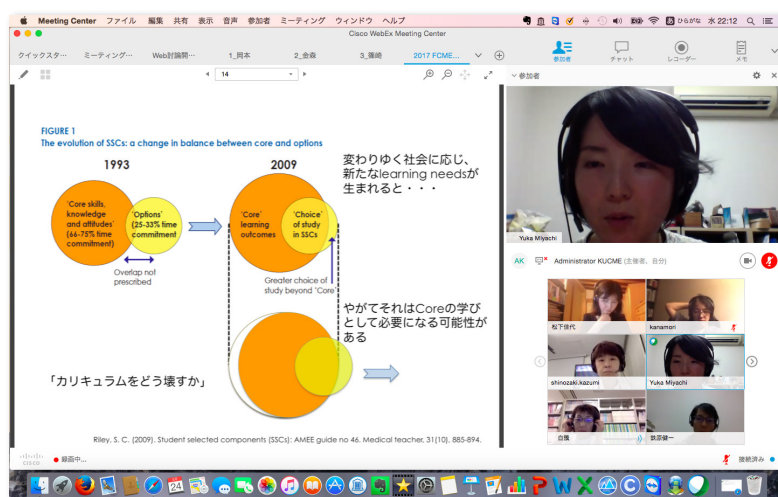 Meeting Center ファイル 編集 共有 表示 音声 参加者 ミーティング ウィンドウ ヘルプ
ひらがな 水 22:12
Cisco WebEx Meeting Center
クイックスタ… ミーティング… Web討論開… 1_岡本 2_金森 3_篠崎 2017 FCME…
参加者 チャット レコーダー メモ
14
参加者
FIGURE 1
The evolution of SSCs: a change in balance between core and options
1993
2009
'Core skills,
knowledge
and attitudes'
(66-75% time
commitment)
'Options'
(25-33% time
commitment
Overlap not
prescribed
'Core'
learning
outcomes
'Choice'
of study
in SSCs
Greater choice of
study beyond 'Core'
変わりゆく社会に応じ、
新たなlearning needsが
生まれると・・・
やがてそれはCoreの学び
として必要になる可能性が
ある
「カリキュラムをどう壊すか」
Riley, S. C. (2009). Student selected components (SSCs): AMEE guide no 46. Medical teacher, 31(10), 885-894.
Yuka Miyachi
AK Administrator KUCME (主催者、自分)
松下佳代
kanamori
shinozaki.kazumi
Yuka Miyachi
鉄原健一
CISCO
録画中...
接続済み
24